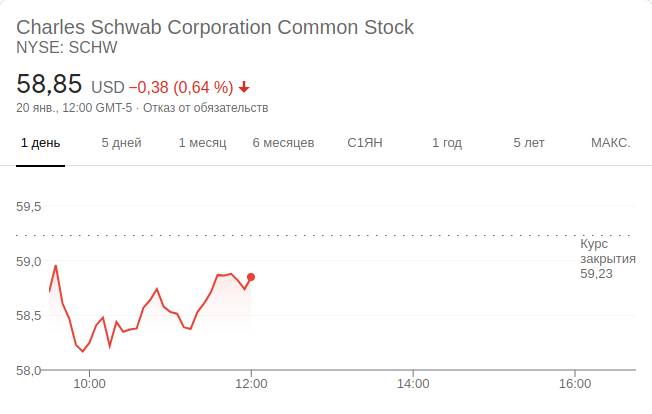 Charles Schwab Corporation Common Stock
NYSE: SCHW
58,85 USD −0,38 (0,64 %)
20 янв., 12:00 GMT-5 · Отказ от обязательств
1 день 5 дней 1 месяц 6 месяцев С1ЯН 1 год 5 лет МАКС.
59,5
59,0
58,5
58,0
Курс
закрытия
59,23
10:00 12:00 14:00 16:00